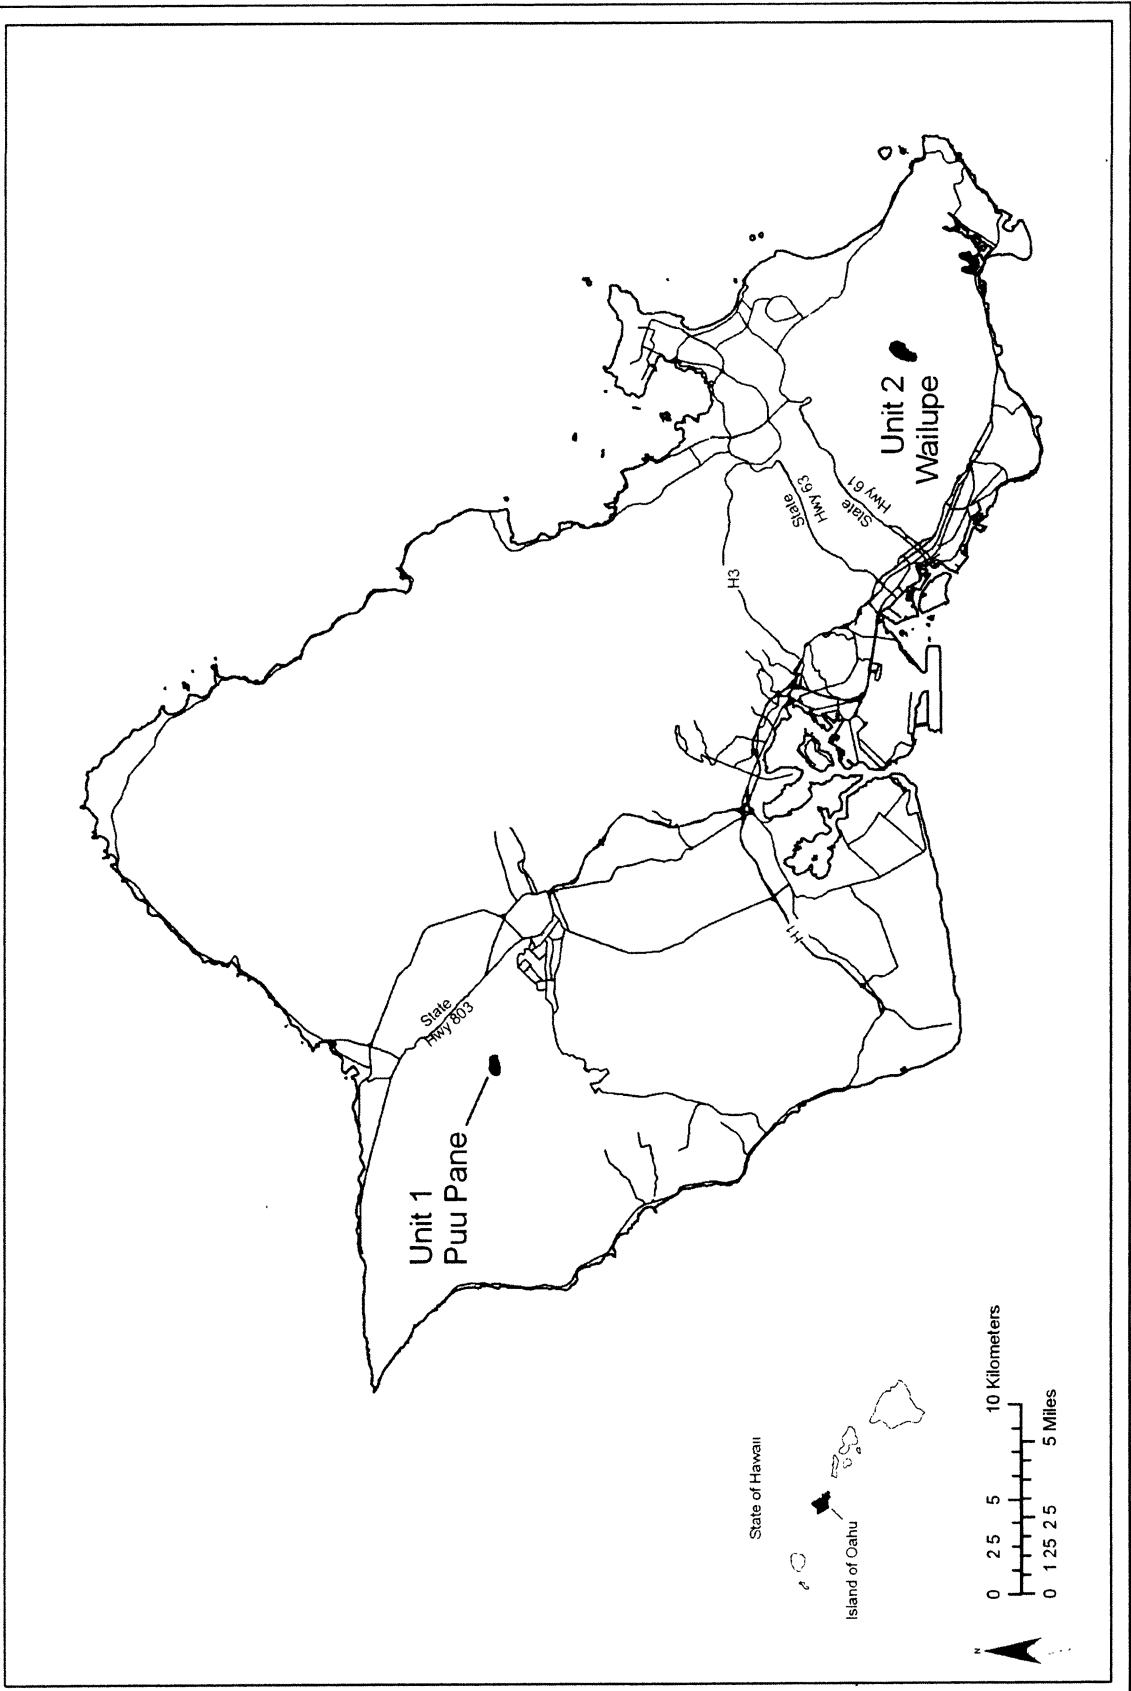 Unit 1
Puu Pane
State
Hwy 803
H1
H3
State
Hwy 63
State
Hwy 61
Unit 2
Wailupe
State of Hawaii
Island of Oahu
0 2 5 5 10 Kilometers
0 1 25 2 5 5 Miles
N